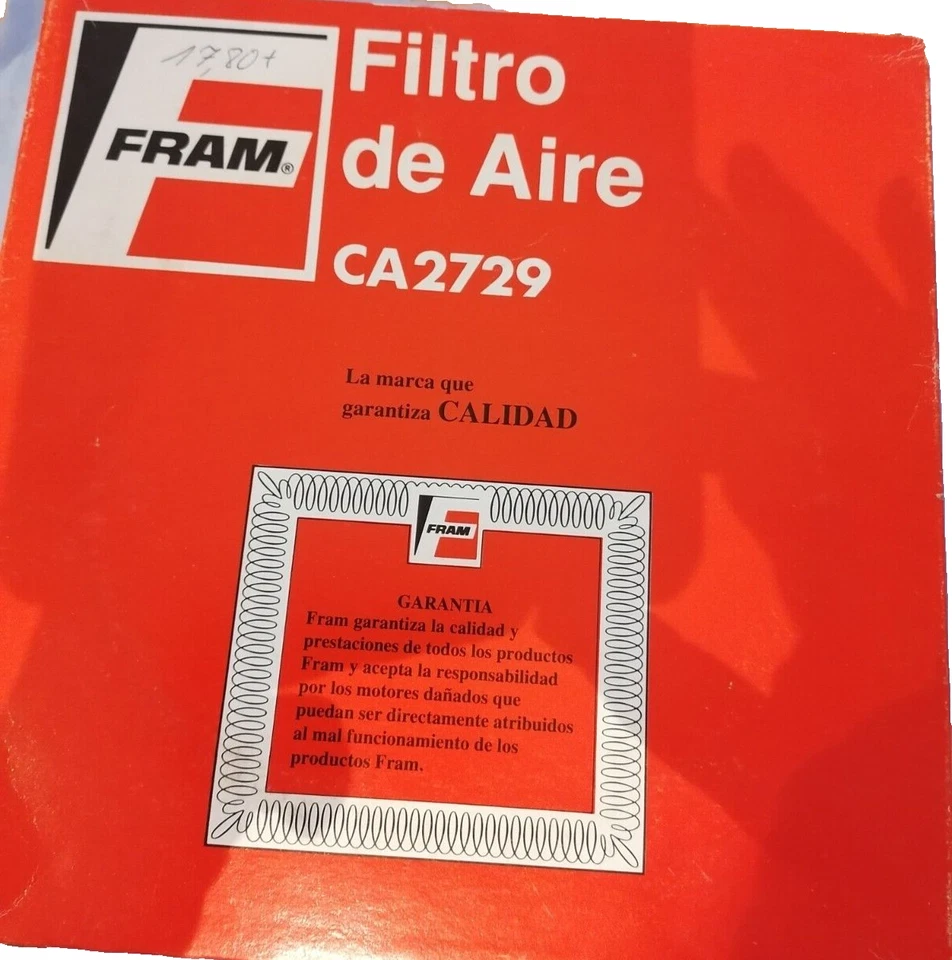 17,80+
FRAM®
Filtro
de Aire
CA2729
La marca que
garantiza CALIDAD
FRAM
GARANTIA
Fram garantiza la calidad y
prestaciones de todos los productos
Fram y acepta la responsabilidad
por los motores dañados que
puedan ser directamente atribuidos
al mal funcionamiento de los
productos Fram.